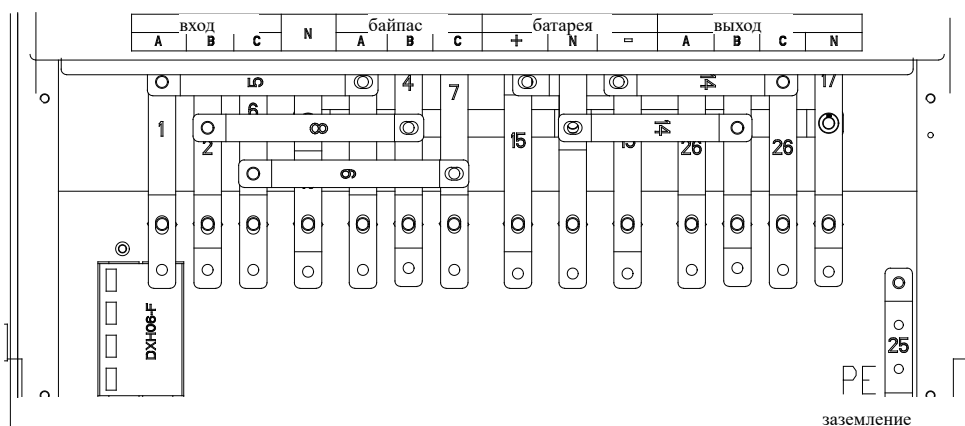 вход байпас батарея выход
A B C N A B C + N - A B C N
5 4 7 14 17
1 6 8 14
2 15 26 26
9
DXH06-F
25
PE
заземление